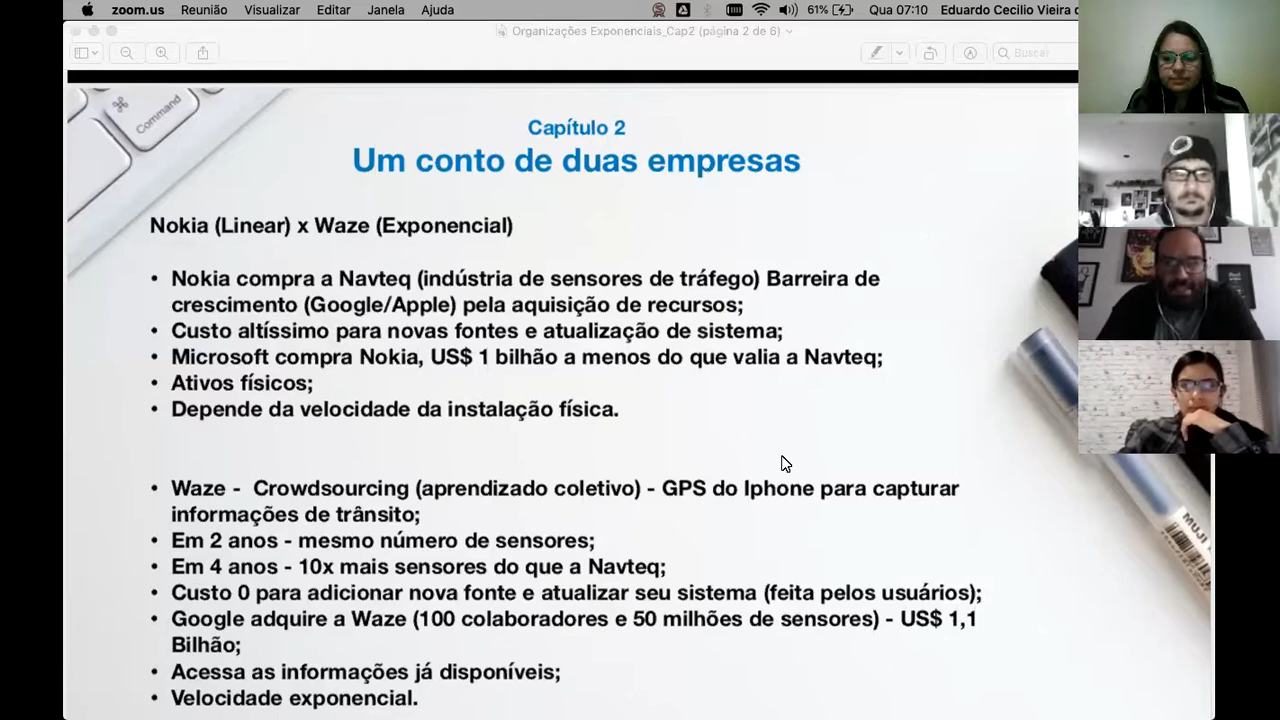 zoom.us Reunião Visualizar Editar Janela Ajuda 61% Qua 07:10 Eduardo Cecilio Vieira d
Organizações Exponenciais_Cap2 (página 2 de 6)
Buscar
Command
Capítulo 2
Um conto de duas empresas
Nokia (Linear) x Waze (Exponencial)
• Nokia compra a Navteq (indústria de sensores de tráfego) Barreira de
crescimento (Google/Apple) pela aquisição de recursos;
• Custo altíssimo para novas fontes e atualização de sistema;
• Microsoft compra Nokia, US$ 1 bilhão a menos do que valia a Navteq;
• Ativos físicos;
• Depende da velocidade da instalação física.
• Waze - Crowdsourcing (aprendizado coletivo) - GPS do Iphone para capturar
informações de trânsito;
• Em 2 anos - mesmo número de sensores;
• Em 4 anos - 10x mais sensores do que a Navteq;
• Custo 0 para adicionar nova fonte e atualizar seu sistema (feita pelos usuários);
• Google adquire a Waze (100 colaboradores e 50 milhões de sensores) - US$ 1,1
Bilhão;
• Acessa as informações já disponíveis;
• Velocidade exponencial.
MUJI